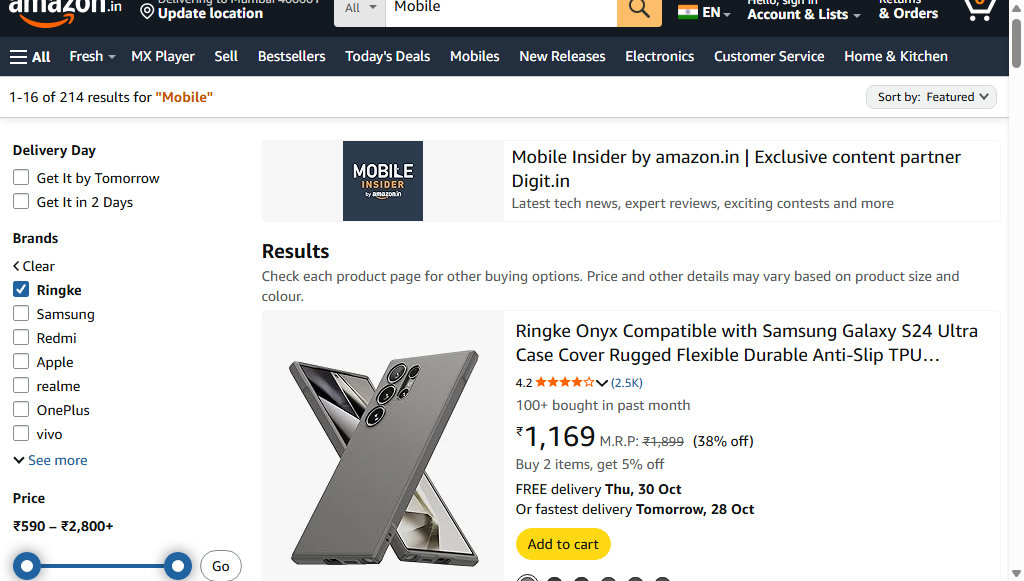 amazon.in
Delivering to Mumbai 400001
Update location
All
Mobile
EN
Hello, sign in
Account & Lists
Returns
& Orders
0
All
Fresh
MX Player
Sell
Bestsellers
Today's Deals
Mobiles
New Releases
Electronics
Customer Service
Home & Kitchen
1-16 of 214 results for "Mobile"
Sort by: Featured
Delivery Day
Get It by Tomorrow
Get It in 2 Days
Brands
Clear
Ringke
Samsung
Redmi
Apple
realme
OnePlus
vivo
See more
Price
₹590 – ₹2,800+
Go
MOBILE
INSIDER
by amazon.in
Mobile Insider by amazon.in | Exclusive content partner
Digit.in
Latest tech news, expert reviews, exciting contests and more
Results
Check each product page for other buying options. Price and other details may vary based on product size and
colour.
Ringke Onyx Compatible with Samsung Galaxy S24 Ultra
Case Cover Rugged Flexible Durable Anti-Slip TPU…
4.2 (2.5K)
100+ bought in past month
₹1,169 M.R.P: ₹1,899 (38% off)
Buy 2 items, get 5% off
FREE delivery Thu, 30 Oct
Or fastest delivery Tomorrow, 28 Oct
Add to cart